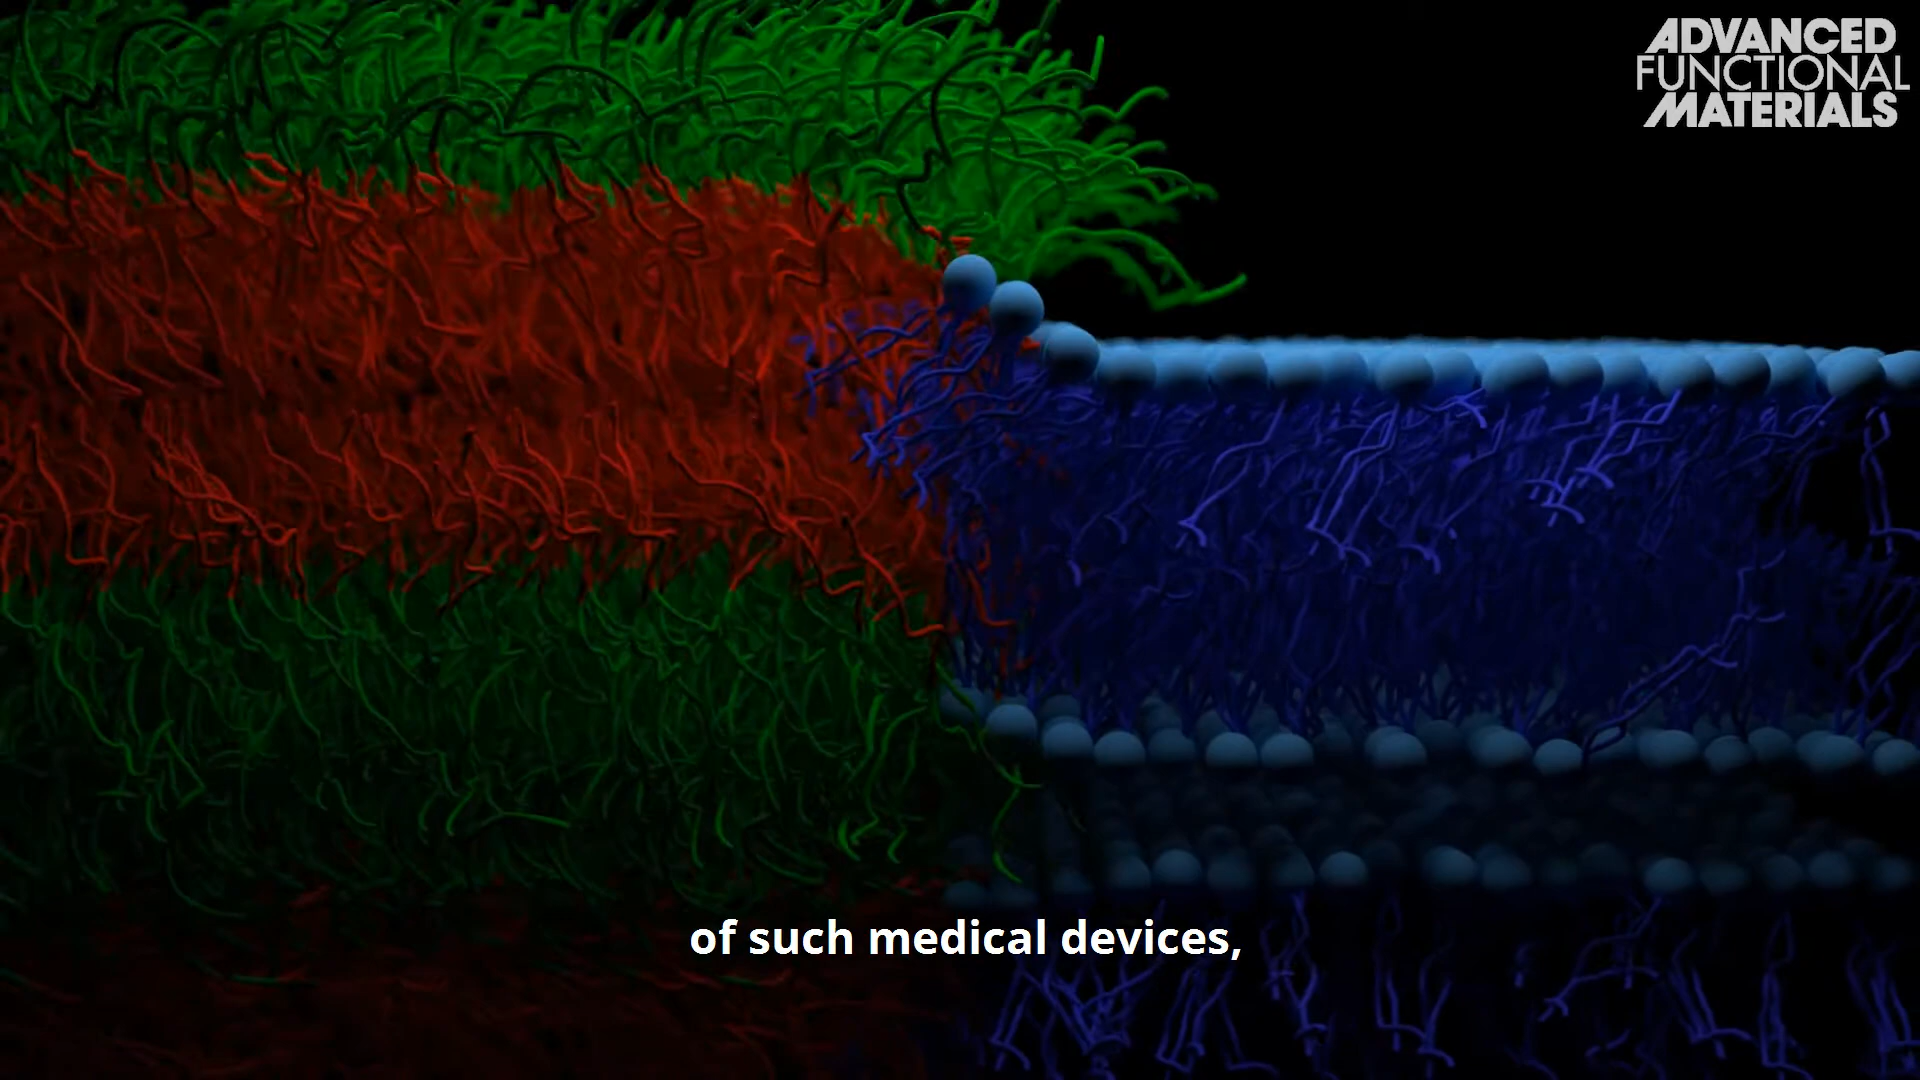 ADVANCED
FUNCTIONAL
MATERIALS
of such medical devices,